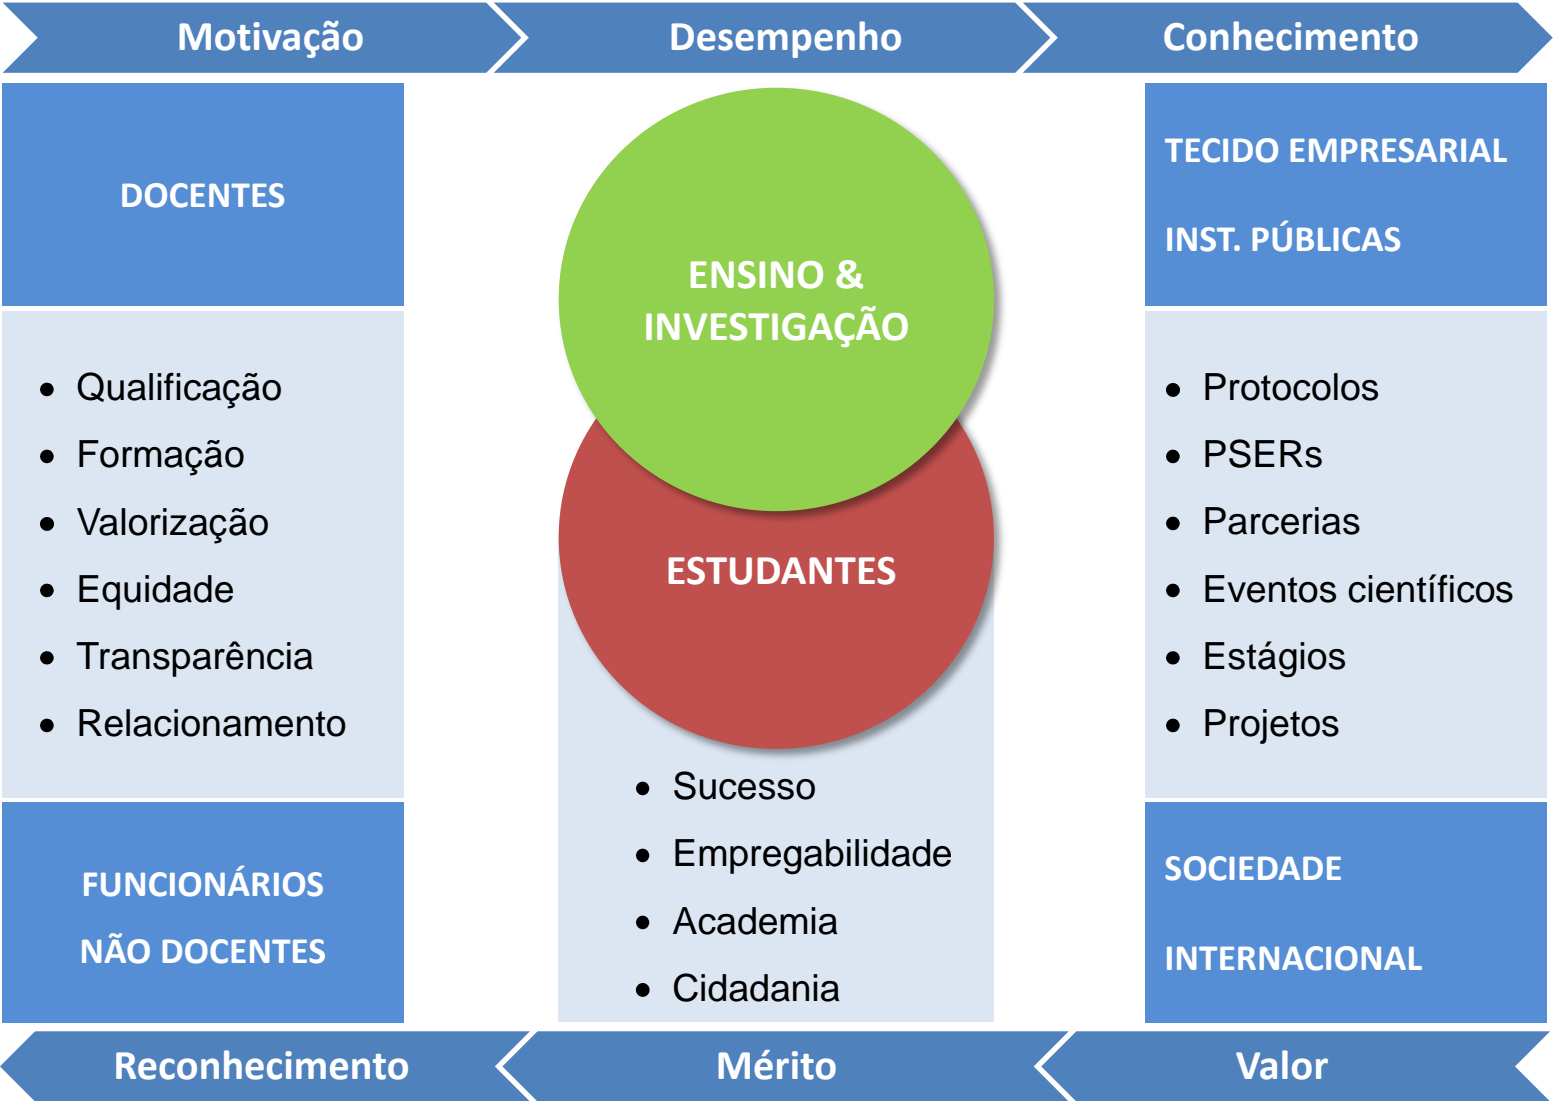 Motivação
Desempenho
Conhecimento
DOCENTES
• Qualificação
• Formação
• Valorização
• Equidade
• Transparência
• Relacionamento
FUNCIONÁRIOS
NÃO DOCENTES
ENSINO &
INVESTIGAÇÃO
ESTUDANTES
• Sucesso
• Empregabilidade
• Academia
• Cidadania
TECIDO EMPRESARIAL
INST. PÚBLICAS
• Protocolos
• PSERs
• Parcerias
• Eventos científicos
• Estágios
• Projetos
SOCIEDADE
INTERNACIONAL
Reconhecimento
Mérito
Valor